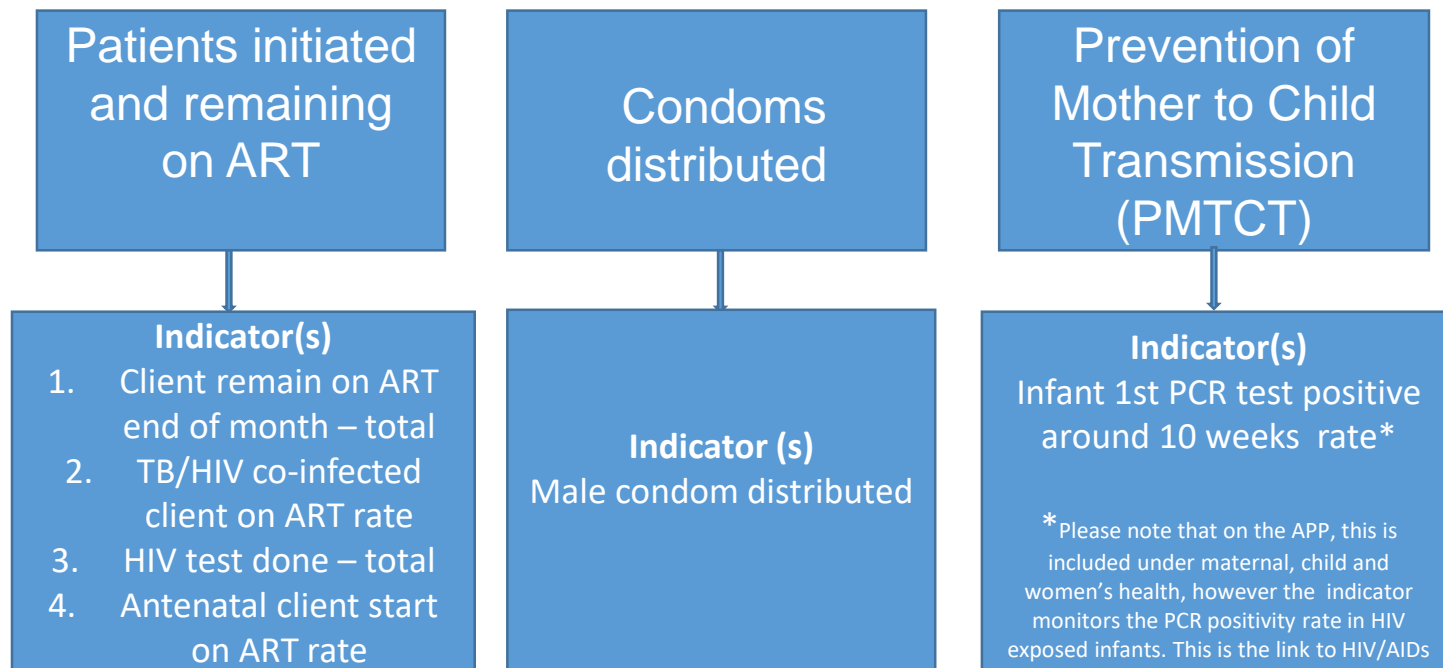 Patients initiated
and remaining
on ART
Indicator(s)
1. Client remain on ART
end of month – total
2. TB/HIV co-infected
client on ART rate
3. HIV test done – total
4. Antenatal client start
on ART rate
Condoms
distributed
Indicator (s)
Male condom distributed
Prevention of
Mother to Child
Transmission
(PMTCT)
Indicator(s)
Infant 1st PCR test positive
around 10 weeks rate*
*Please note that on the APP, this is
included under maternal, child and
women’s health, however the indicator
monitors the PCR positivity rate in HIV
exposed infants. This is the link to HIV/AIDs